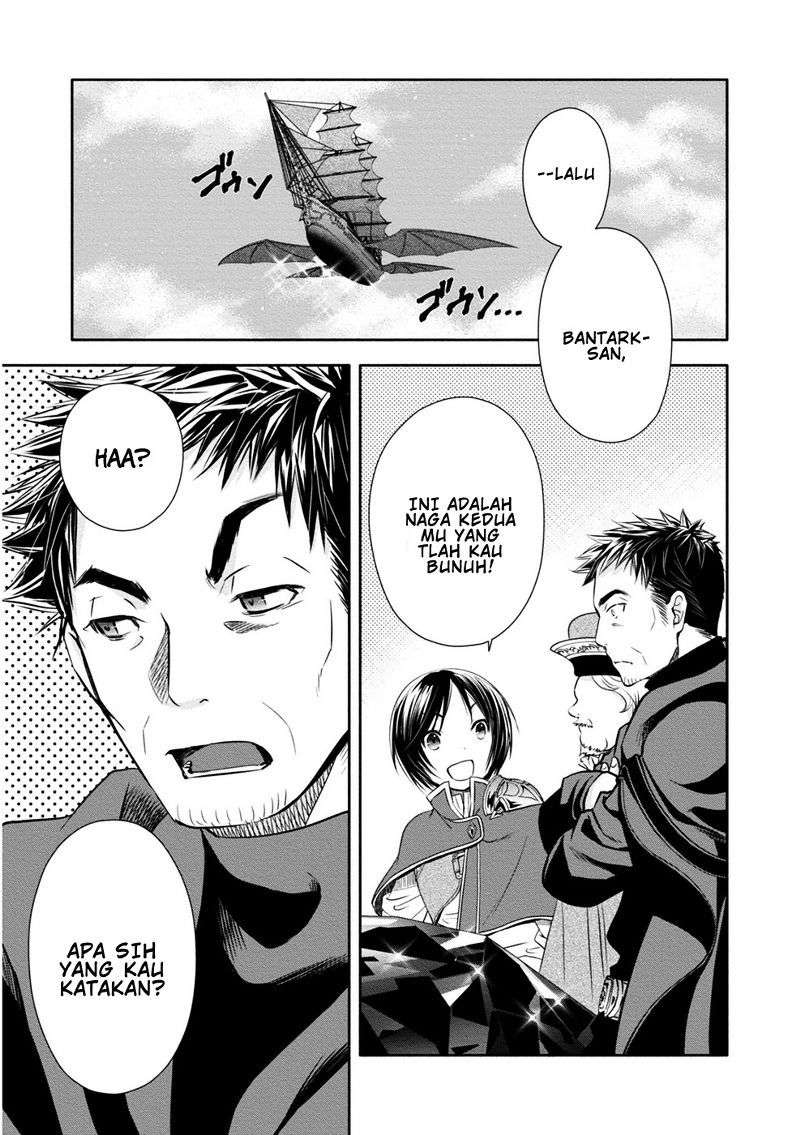 --LALU
BANTARK-
SAN,
ゴウン
ゴウン...
INI ADALAH
NAGA KEDUA
MU YANG
TLAH KAU
BUNUH!
HAA?
APA SIH
YANG KAU
KATAKAN?